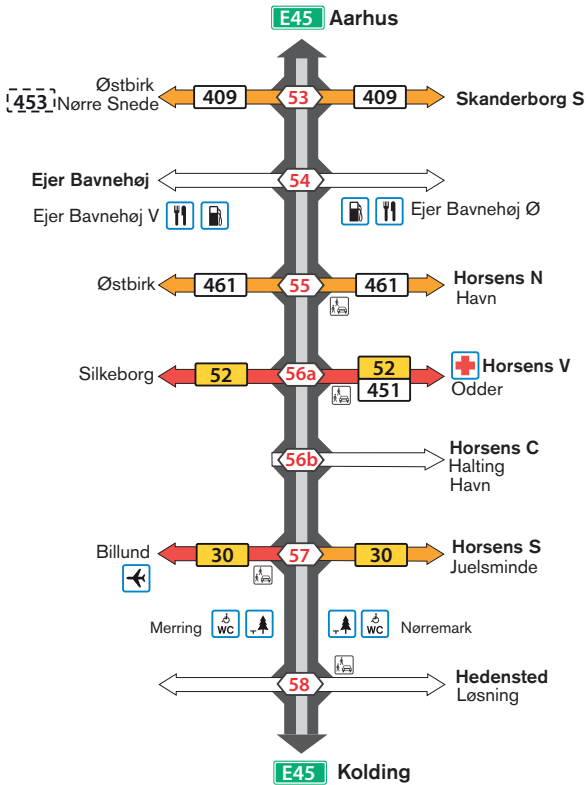 E45 Aarhus
Østbirk
453 Nørre Snede
409
53
409
Skanderborg S
Ejer Bavnehøj
54
Ejer Bavnehøj V
Ejer Bavnehøj Ø
Østbirk
461
55
461
Horsens N
Havn
Silkeborg
52
56a
52
451
Horsens V
Odder
56b
Horsens C
Halting
Havn
Billund
30
57
30
Horsens S
Juelsminde
Merring
WC
WC
Nørremark
58
Hedensted
Løsning
E45 Kolding